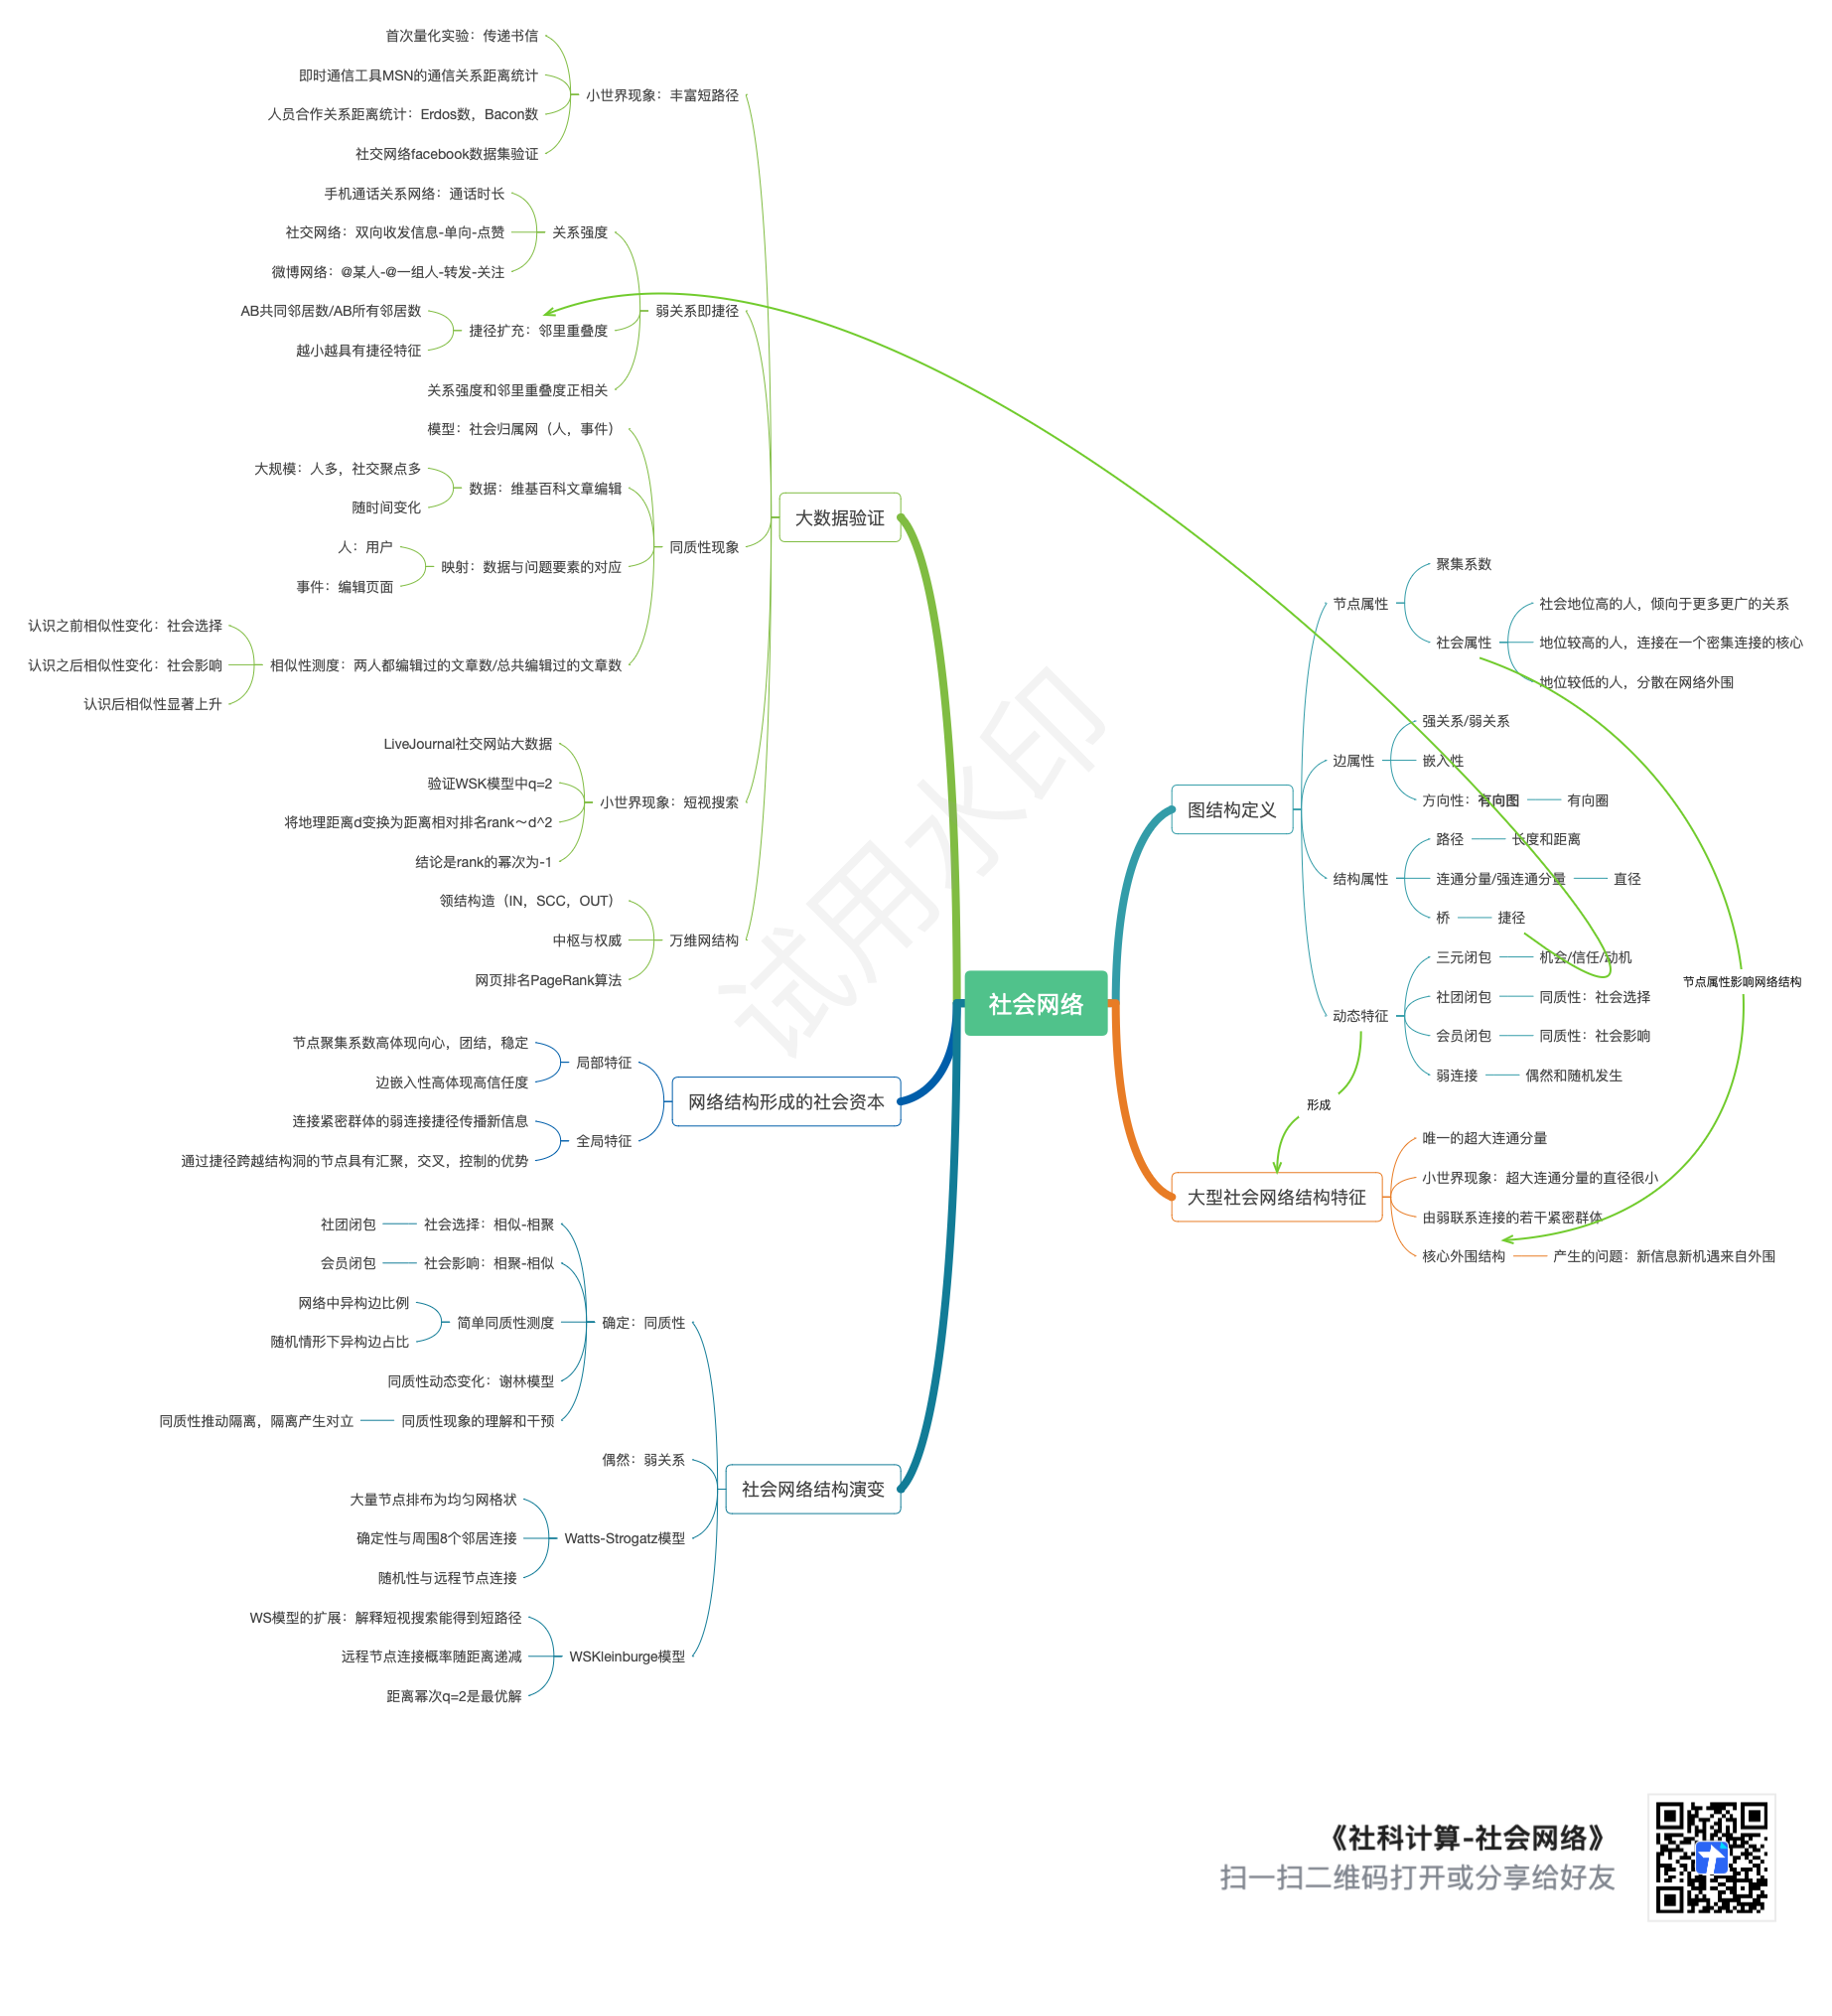 社会网络
图结构定义
节点属性
聚集系数
社会属性
社会地位高的人，倾向于更多更广的关系
地位较高的人，连接在一个密集连接的核心
地位较低的人，分散在网络外围
边属性
强关系/弱关系
嵌入性
方向性：有向图
有向圈
结构属性
路径
长度和距离
连通分量/强连通分量
直径
桥
捷径
动态特征
三元闭包
机会/信任/动机
社团闭包
同质性：社会选择
会员闭包
同质性：社会影响
弱连接
偶然和随机发生
节点属性影响网络结构
形成
大型社会网络结构特征
唯一的超大连通分量
小世界现象：超大连通分量的直径很小
由弱联系连接的若干紧密群体
核心外围结构
产生的问题：新信息新机遇来自外围
大数据验证
小世界现象：丰富短路径
首次量化实验：传递书信
即时通信工具MSN的通信关系距离统计
人员合作关系距离统计：Erdos数，Bacon数
社交网络facebook数据集验证
弱关系即捷径
关系强度
手机通话关系网络：通话时长
社交网络：双向收发信息-单向-点赞
微博网络：@某人-@一组人-转发-关注
捷径扩充：邻里重叠度
AB共同邻居数/AB所有邻居数
越小越具有捷径特征
关系强度和邻里重叠度正相关
同质性现象
模型：社会归属网（人，事件）
数据：维基百科文章编辑
大规模：人多，社交聚点多
随时间变化
映射：数据与问题要素的对应
人：用户
事件：编辑页面
相似性测度：两人都编辑过的文章数/总共编辑过的文章数
认识之前相似性变化：社会选择
认识之后相似性变化：社会影响
认识后相似性显著上升
小世界现象：短视搜索
LiveJournal社交网站大数据
验证WSK模型中q=2
将地理距离d变换为距离相对排名rank～d^2
结论是rank的幂次为-1
万维网结构
领结构造（IN，SCC，OUT）
中枢与权威
网页排名PageRank算法
网络结构形成的社会资本
局部特征
节点聚集系数高体现向心，团结，稳定
边嵌入性高体现高信任度
全局特征
连接紧密群体的弱连接捷径传播新信息
通过捷径跨越结构洞的节点具有汇聚，交叉，控制的优势
社会网络结构演变
确定：同质性
社会选择：相似-相聚
社团闭包
社会影响：相聚-相似
会员闭包
简单同质性测度
网络中异构边比例
随机情形下异构边占比
同质性动态变化：谢林模型
同质性现象的理解和干预
同质性推动隔离，隔离产生对立
偶然：弱关系
Watts-Strogatz模型
大量节点排布为均匀网格状
确定性与周围8个邻居连接
随机性与远程节点连接
WSKleinburge模型
WS模型的扩展：解释短视搜索能得到短路径
远程节点连接概率随距离递减
距离幂次q=2是最优解
试用水印
《社科计算-社会网络》
扫一扫二维码打开或分享给好友